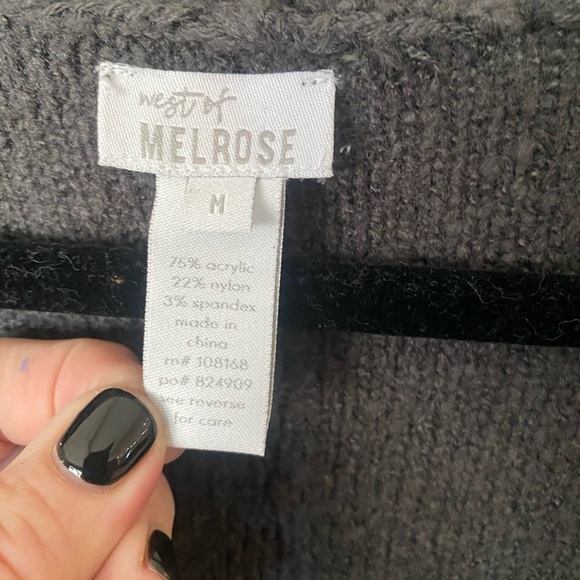 west of
MELROSE
M
75% acrylic
22% nylon
3% spandex
made in
china
m# 108168
po# 824909
see reverse
for care